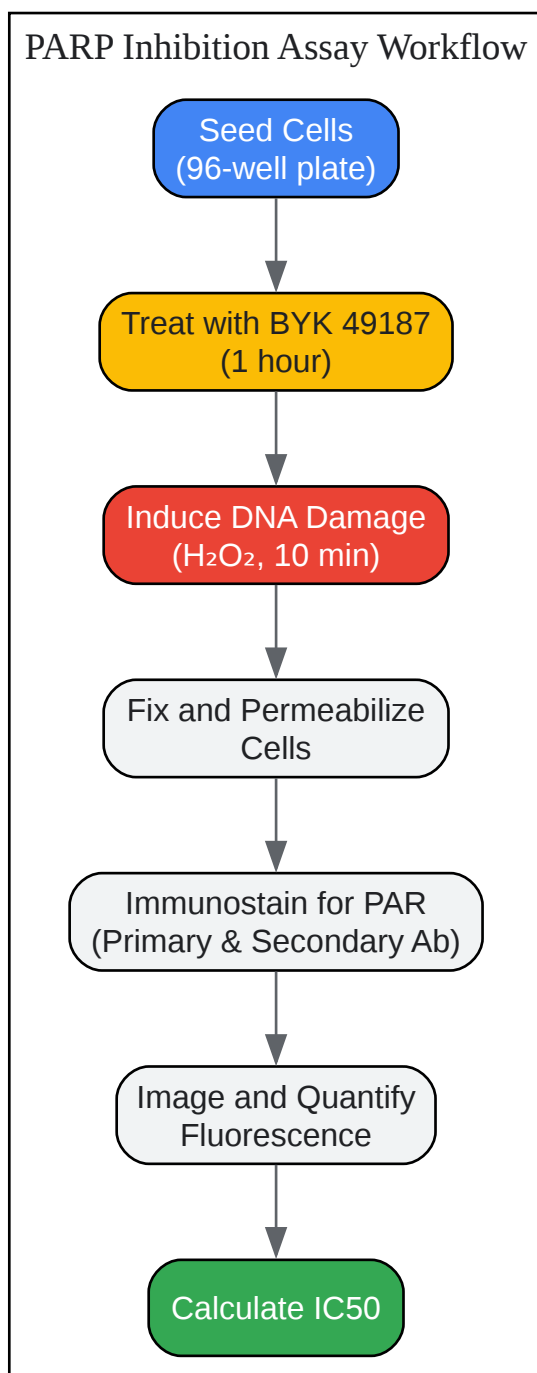 PARP Inhibition Assay Workflow
Seed Cells
(96-well plate)
Treat with BYK 49187
(1 hour)
Induce DNA Damage
(H₂O₂, 10 min)
Fix and Permeabilize
Cells
Immunostain for PAR
(Primary & Secondary Ab)
Image and Quantify
Fluorescence
Calculate IC50